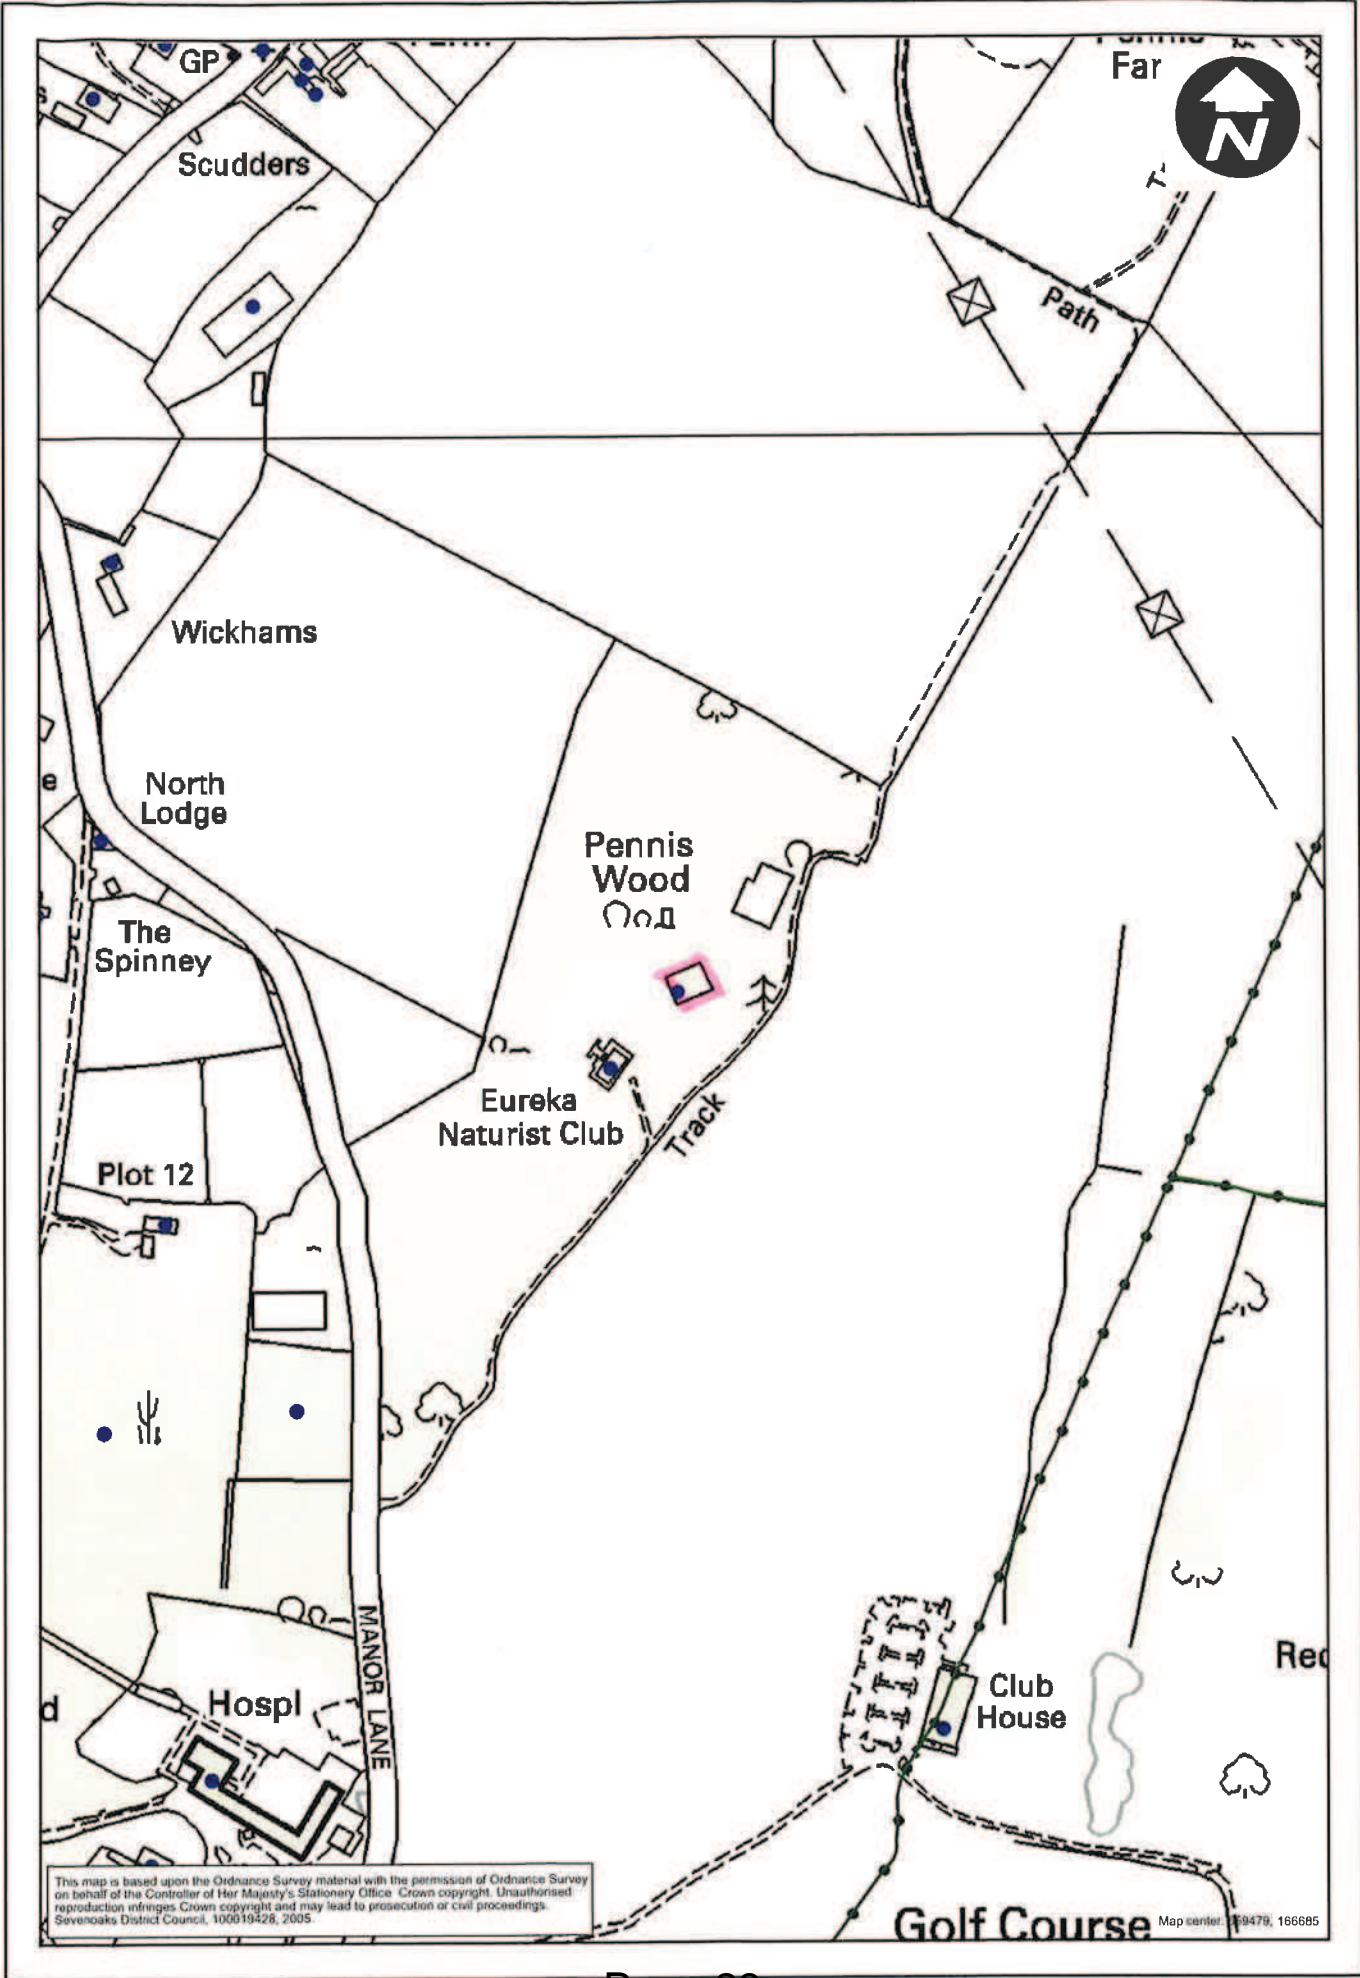 GP
Far
N
Scudders
Path
Wickhams
North
Lodge
e
Pennis
Wood
The
Spinney
Eureka
Naturist Club
Track
Plot 12
MANOR LANE
Hospl
d
Club
House
Rec
This map is based upon the Ordnance Survey material with the permission of Ordnance Survey
on behalf of the Controller of Her Majesty's Stationery Office Crown copyright. Unauthorised
reproduction infringes Crown copyright and may lead to prosecution or civil proceedings.
Sevenoaks District Council, 100019428, 2005.
Golf Course
Map center: 59479, 166685